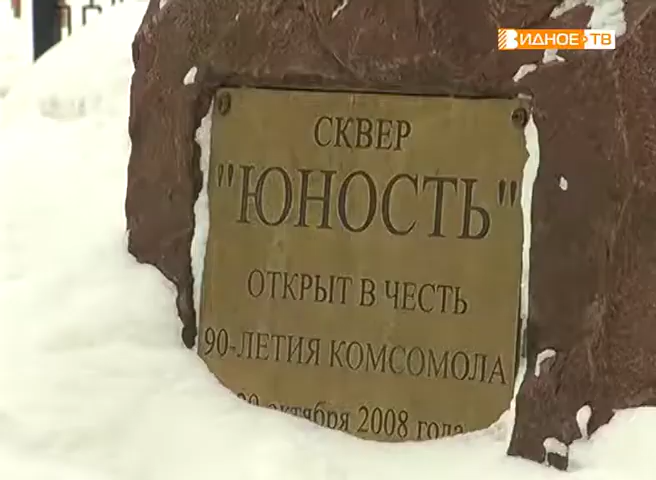 ВИДНОЕ ТВ
СКВЕР
"ЮНОСТЬ"
ОТКРЫТ В ЧЕСТЬ
90-ЛЕТИЯ КОМСОМОЛА
октября 2008 года